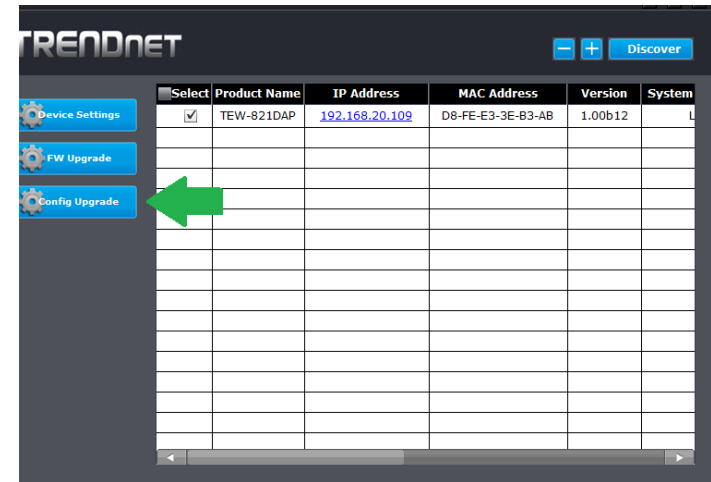 TRENDNET
Discover
Select Product Name IP Address MAC Address Version System
Device Settings
TEW-821DAP 192.168.20.109 D8-FE-E3-3E-B3-AB 1.00b12 L
FW Upgrade
Config Upgrade